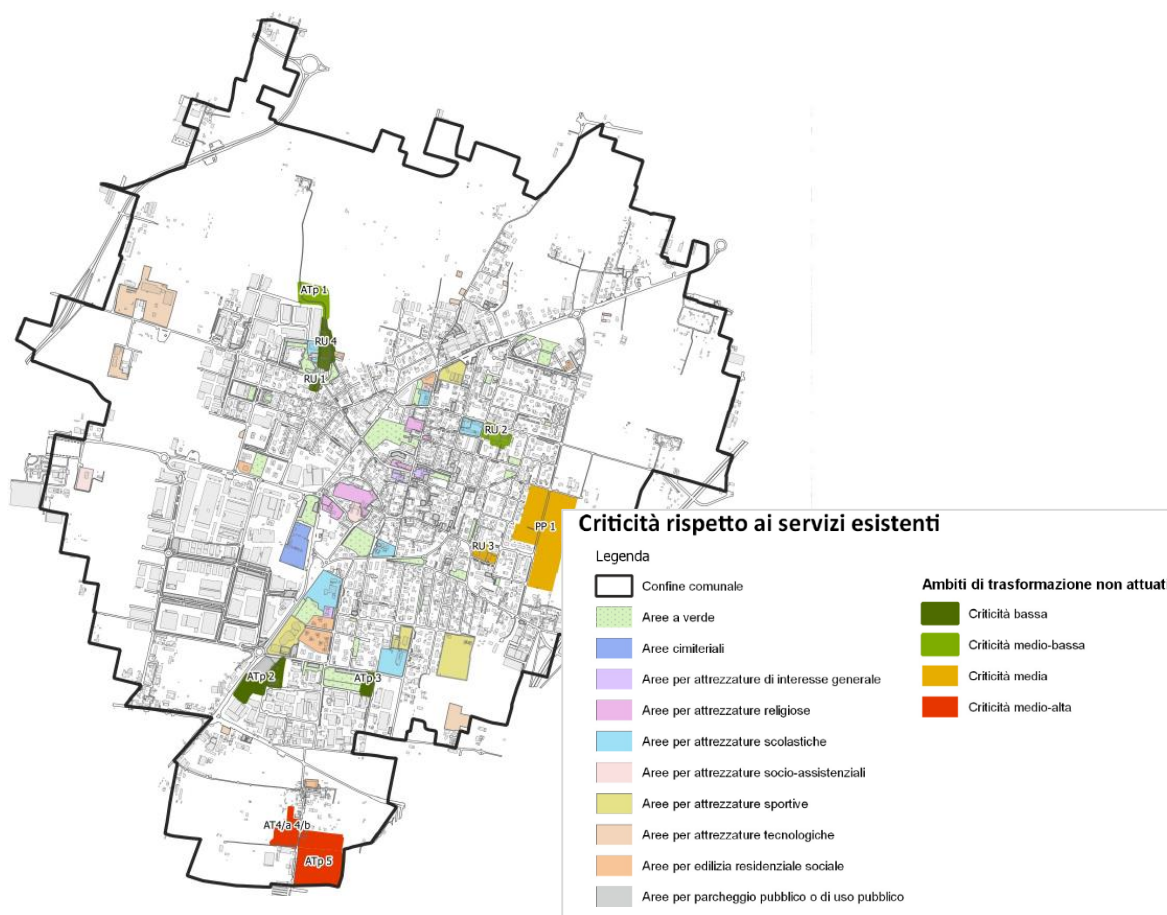 ATp 1
RU 4
RU 1
RU 2
PP 1
RU 3
ATp 2
ATp 3
AT4/a 4/b
ATp 5
Criticità rispetto ai servizi esistenti
Legenda
Confine comunale
Aree a verde
Aree cimiteriali
Aree per attrezzature di interesse generale
Aree per attrezzature religiose
Aree per attrezzature scolastiche
Aree per attrezzature socio-assistenziali
Aree per attrezzature sportive
Aree per attrezzature tecnologiche
Aree per edilizia residenziale sociale
Aree per parcheggio pubblico o di uso pubblico
Ambiti di trasformazione non attuat
Criticità bassa
Criticità medio-bassa
Criticità media
Criticità medio-alta